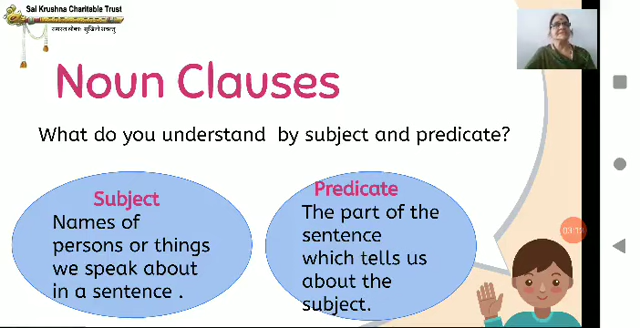 Sai Krushna Charitable Trust
Noun Clauses
What do you understand by subject and predicate?
Subject
Names of
persons or things
we speak about
in a sentence .
Predicate
The part of the
sentence
which tells us
about the
subject.